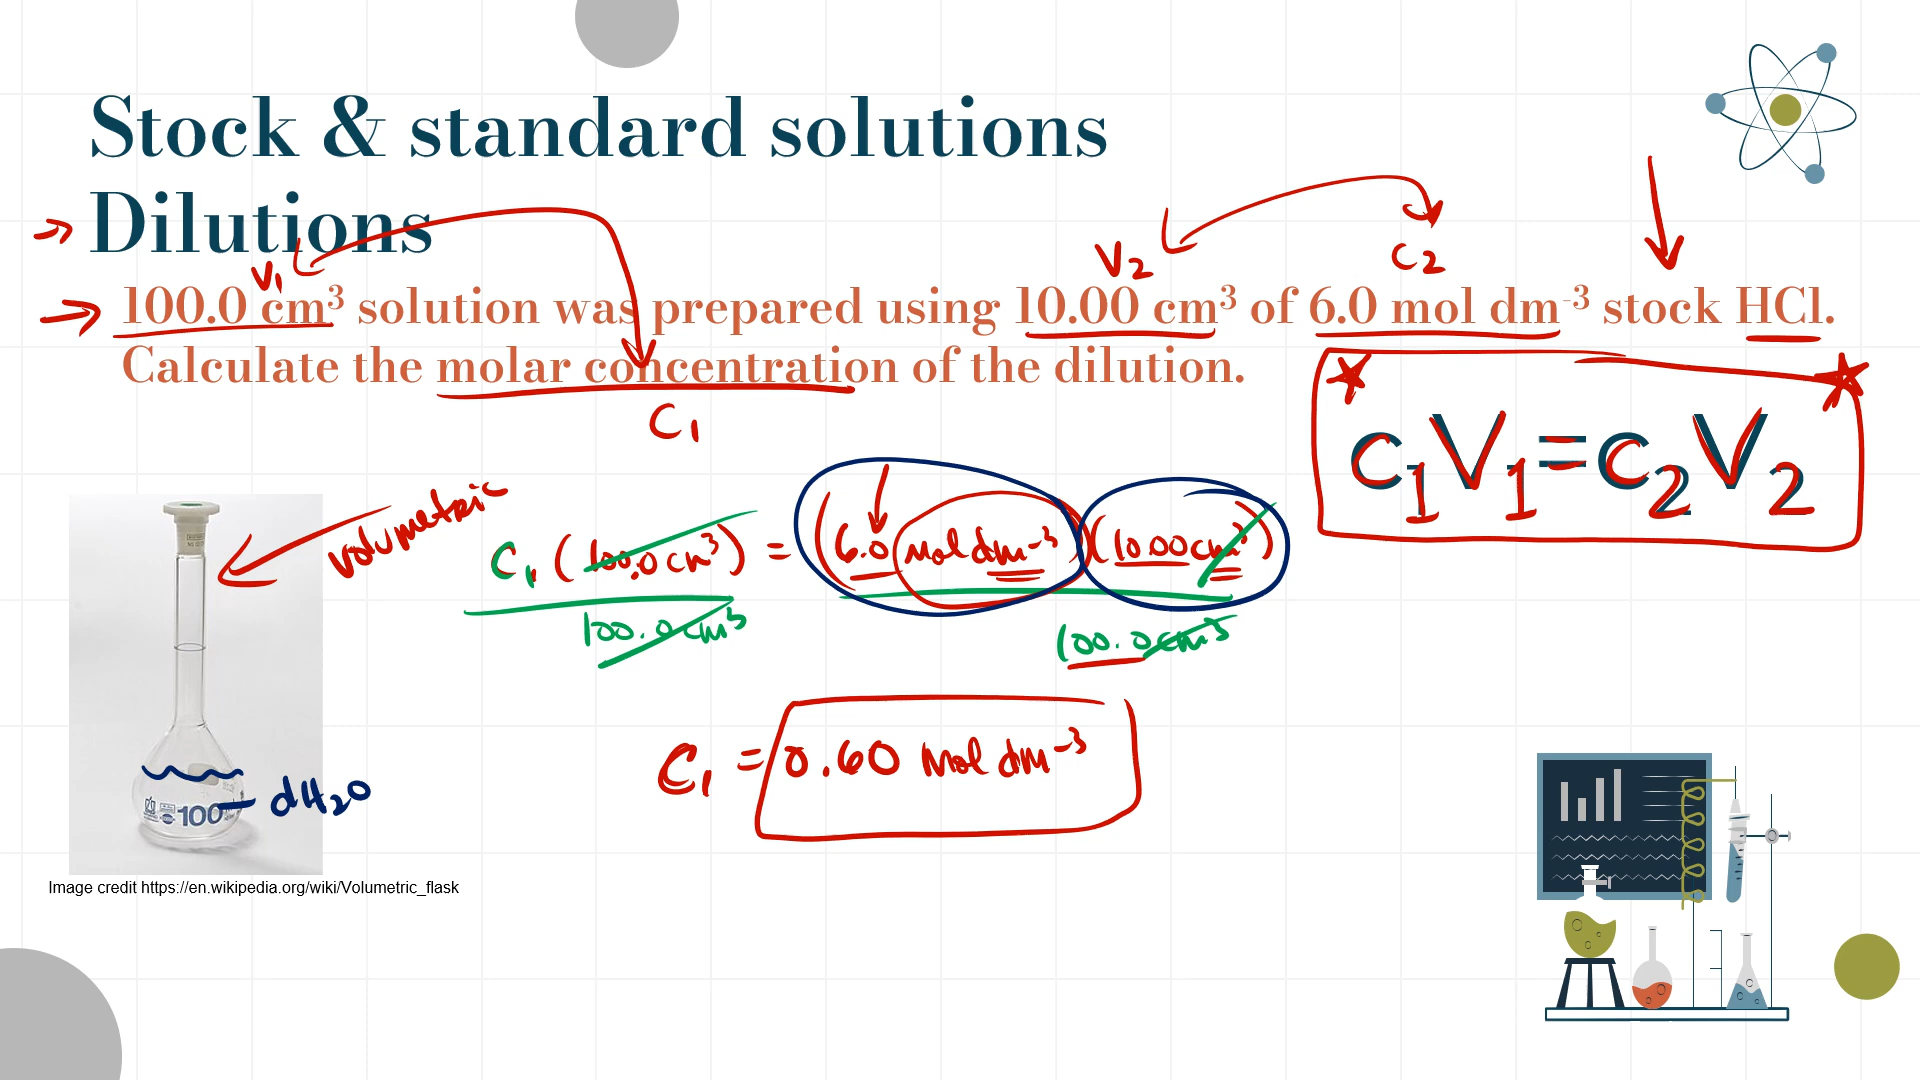 Stock & standard solutions
Dilutions
V₁
V₂
C₂
100.0 cm³ solution was prepared using 10.00 cm³ of 6.0 mol dm⁻³ stock HCl.
Calculate the molar concentration of the dilution.
C₁
c₁V₁=c₂V₂
volumetric
C₁ (100.0 cm³) = (6.0 mol dm⁻³)(10.00 cm³)
100.0 cm³
100.0 cm³
C₁ = 0.60 mol dm⁻³
100
dH₂O
Image credit https://en.wikipedia.org/wiki/Volumetric_flask